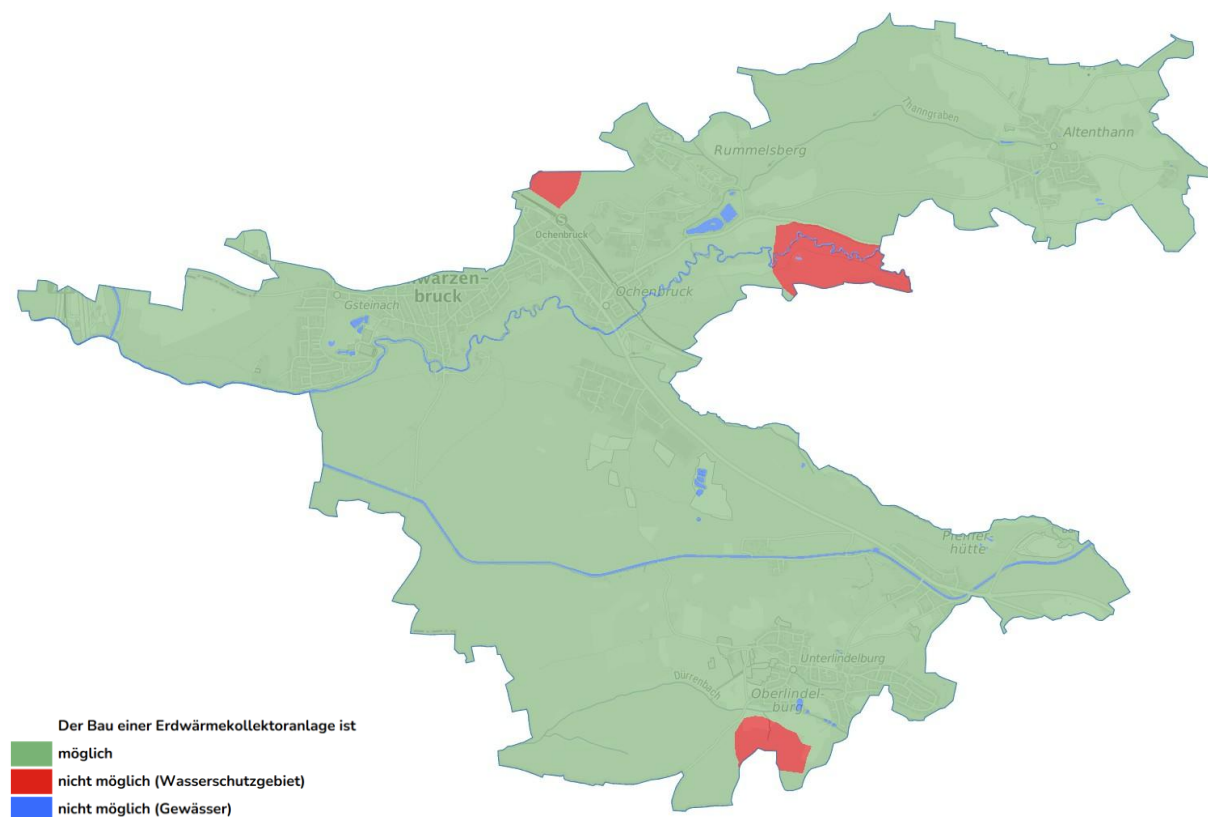 Thanngraben
Altenthann
Rummelsberg
Ochenbruck
warzen-
bruck
Gsteinach
Ochenbruck
hütte
Unterlindelburg
Dürrenbach
Oberlindel-
burg
Der Bau einer Erdwärmekollektoranlage ist
möglich
nicht möglich (Wasserschutzgebiet)
nicht möglich (Gewässer)